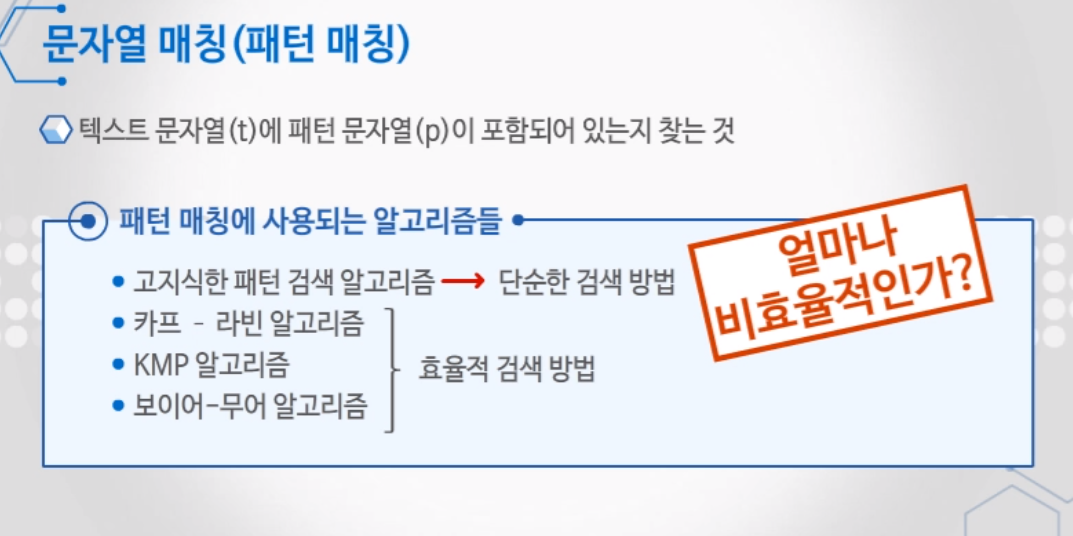 문자열 매칭(패턴 매칭)
텍스트 문자열(t)에 패턴 문자열(p)이 포함되어 있는지 찾는 것
패턴 매칭에 사용되는 알고리즘들
• 고지식한 패턴 검색 알고리즘 → 단순한 검색 방법
• 카프 - 라빈 알고리즘
• KMP 알고리즘
• 보이어-무어 알고리즘
효율적 검색 방법
얼마나
비효율적인가?